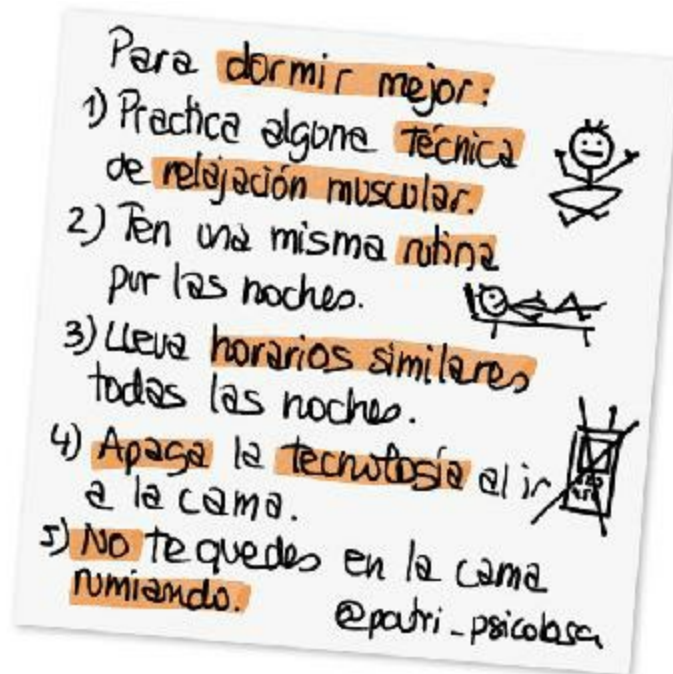 Para dormir mejor:
1) Practica alguna técnica
de relajación muscular.
2) Ten una misma rutina
por las noches.
3) Lleva horarios similares
todas las noches.
4) Apaga la tecnología al ir
a la cama.
5) No te quedes en la cama
rumiando.
@patri_psicologa